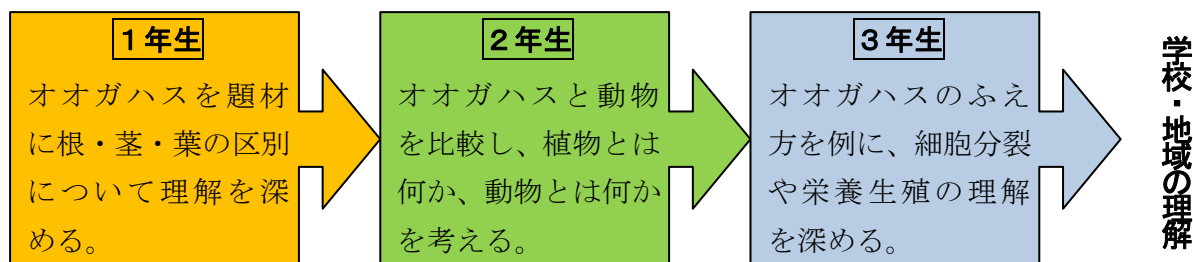 １年生
オオガハスを題材
に根・茎・葉の区別
について理解を深
める。
２年生
オオガハスと動物
を比較し、植物とは
何か、動物とは何か
を考える。
３年生
オオガハスのふえ
方を例に、細胞分裂
や栄養生殖の理解
を深める。
学校・地域の理解